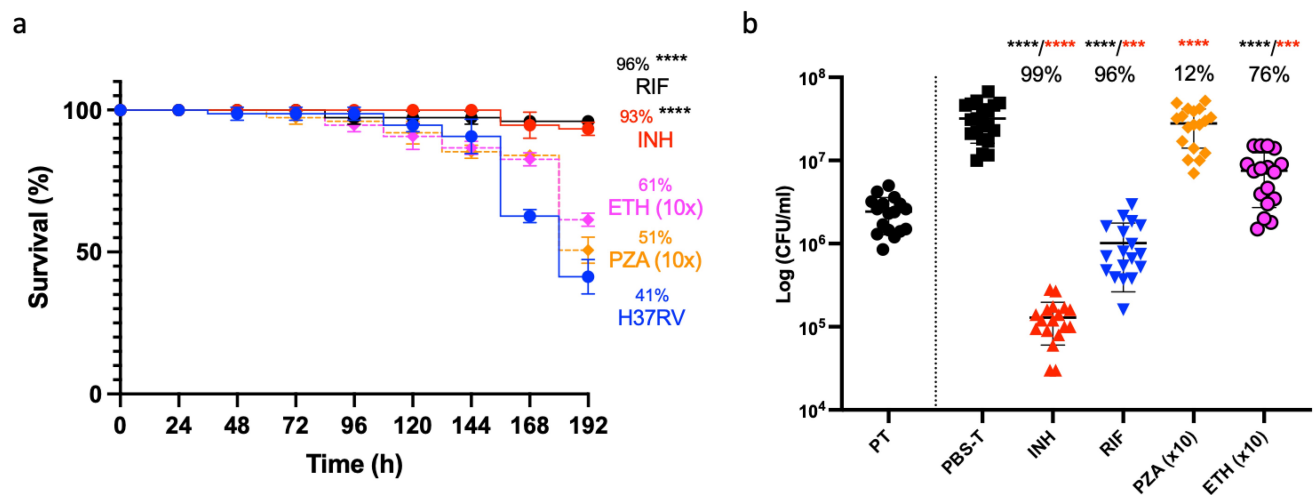 a
Survival (%)
100
50
0
0 24 48 72 96 120 144 168 192
Time (h)
96% ****
RIF
93% ****
INH
61%
ETH (10x)
51%
PZA (10x)
41%
H37RV
b
****/**** ****/*** **** ****/***
99% 96% 12% 76%
Log (CFU/ml)
10⁸
10⁷
10⁶
10⁵
10⁴
PT PBS-T INH RIF PZA (x10) ETH (x10)